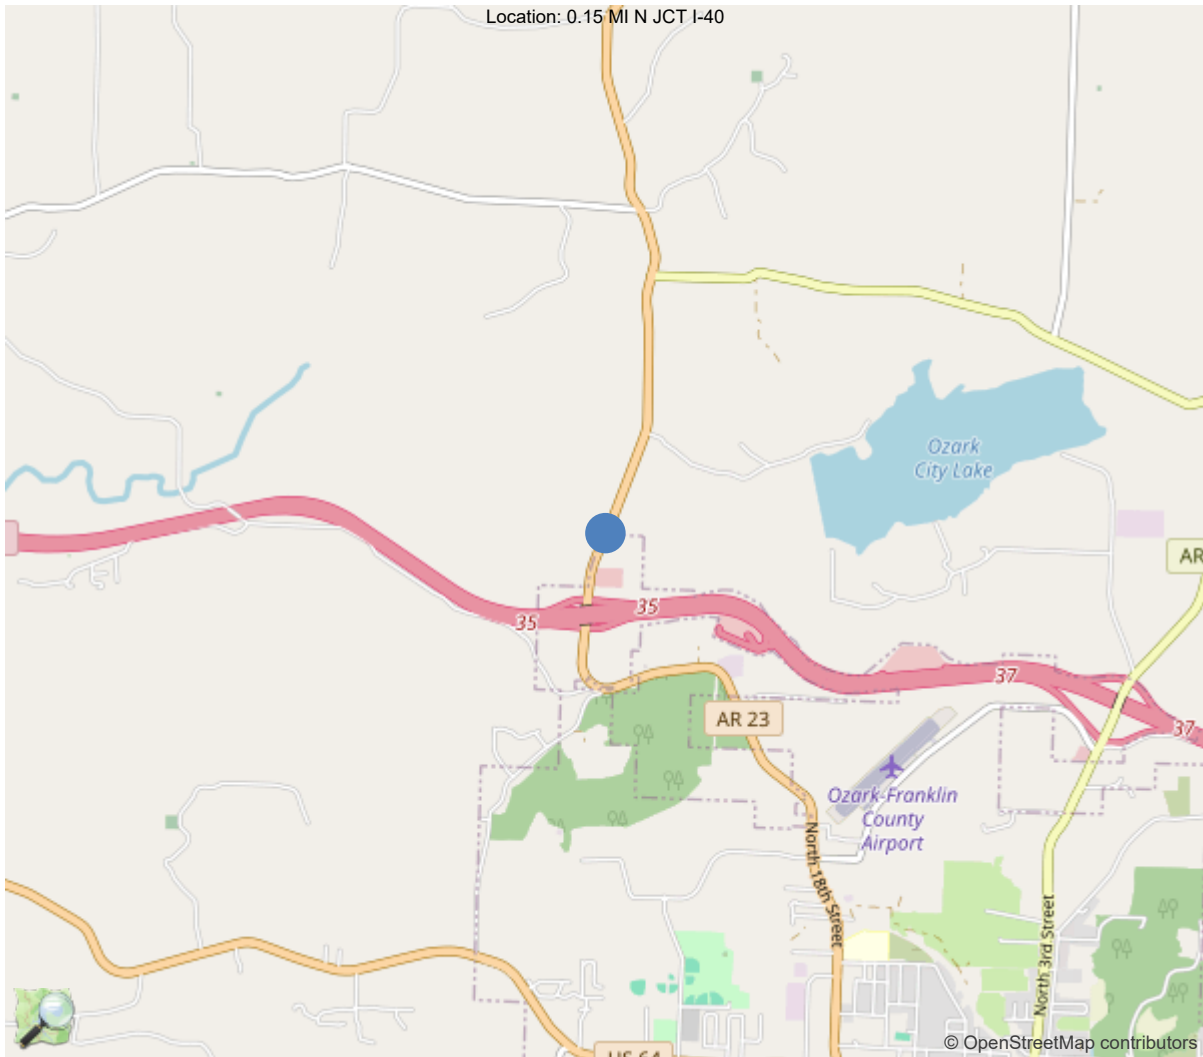 Location: 0.15 MI N JCT I-40
Ozark
City Lake
AR
35
35
37
37
AR 23
Ozark-Franklin
County
Airport
North 18th Street
North 3rd Street
US 64
© OpenStreetMap contributors